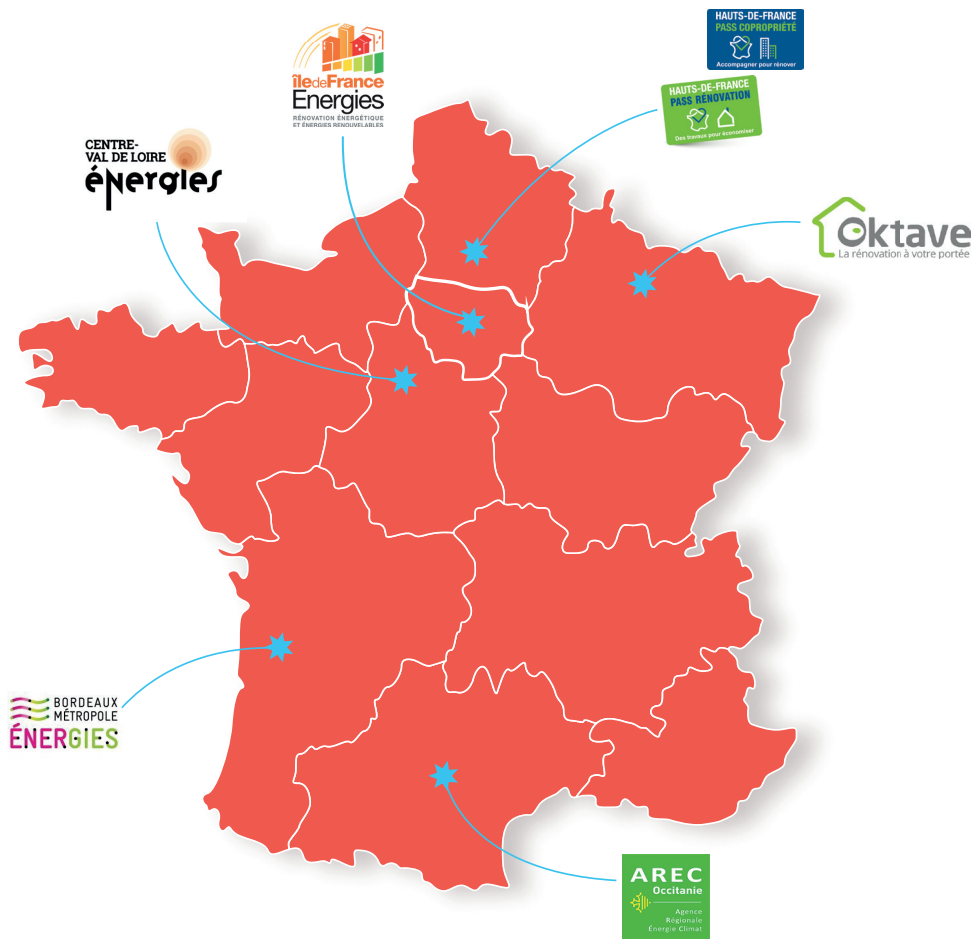 HAUTS-DE-FRANCE
PASS COPROPRIÉTÉ
Accompagner pour rénover
îledeFrance
Energies
RÉNOVATION ÉNERGÉTIQUE
ET ÉNERGIES RENOUVELABLES
HAUTS-DE-FRANCE
PASS RENOVATION
Des travaux pour économiser
CENTRE-
VAL DE LOIRE
énergies
Oktave
La rénovation à votre portée
BORDEAUX
MÉTROPOLE
ÉNERGIES
AREC
Occitanie
Agence
Régionale
Énergie Climat